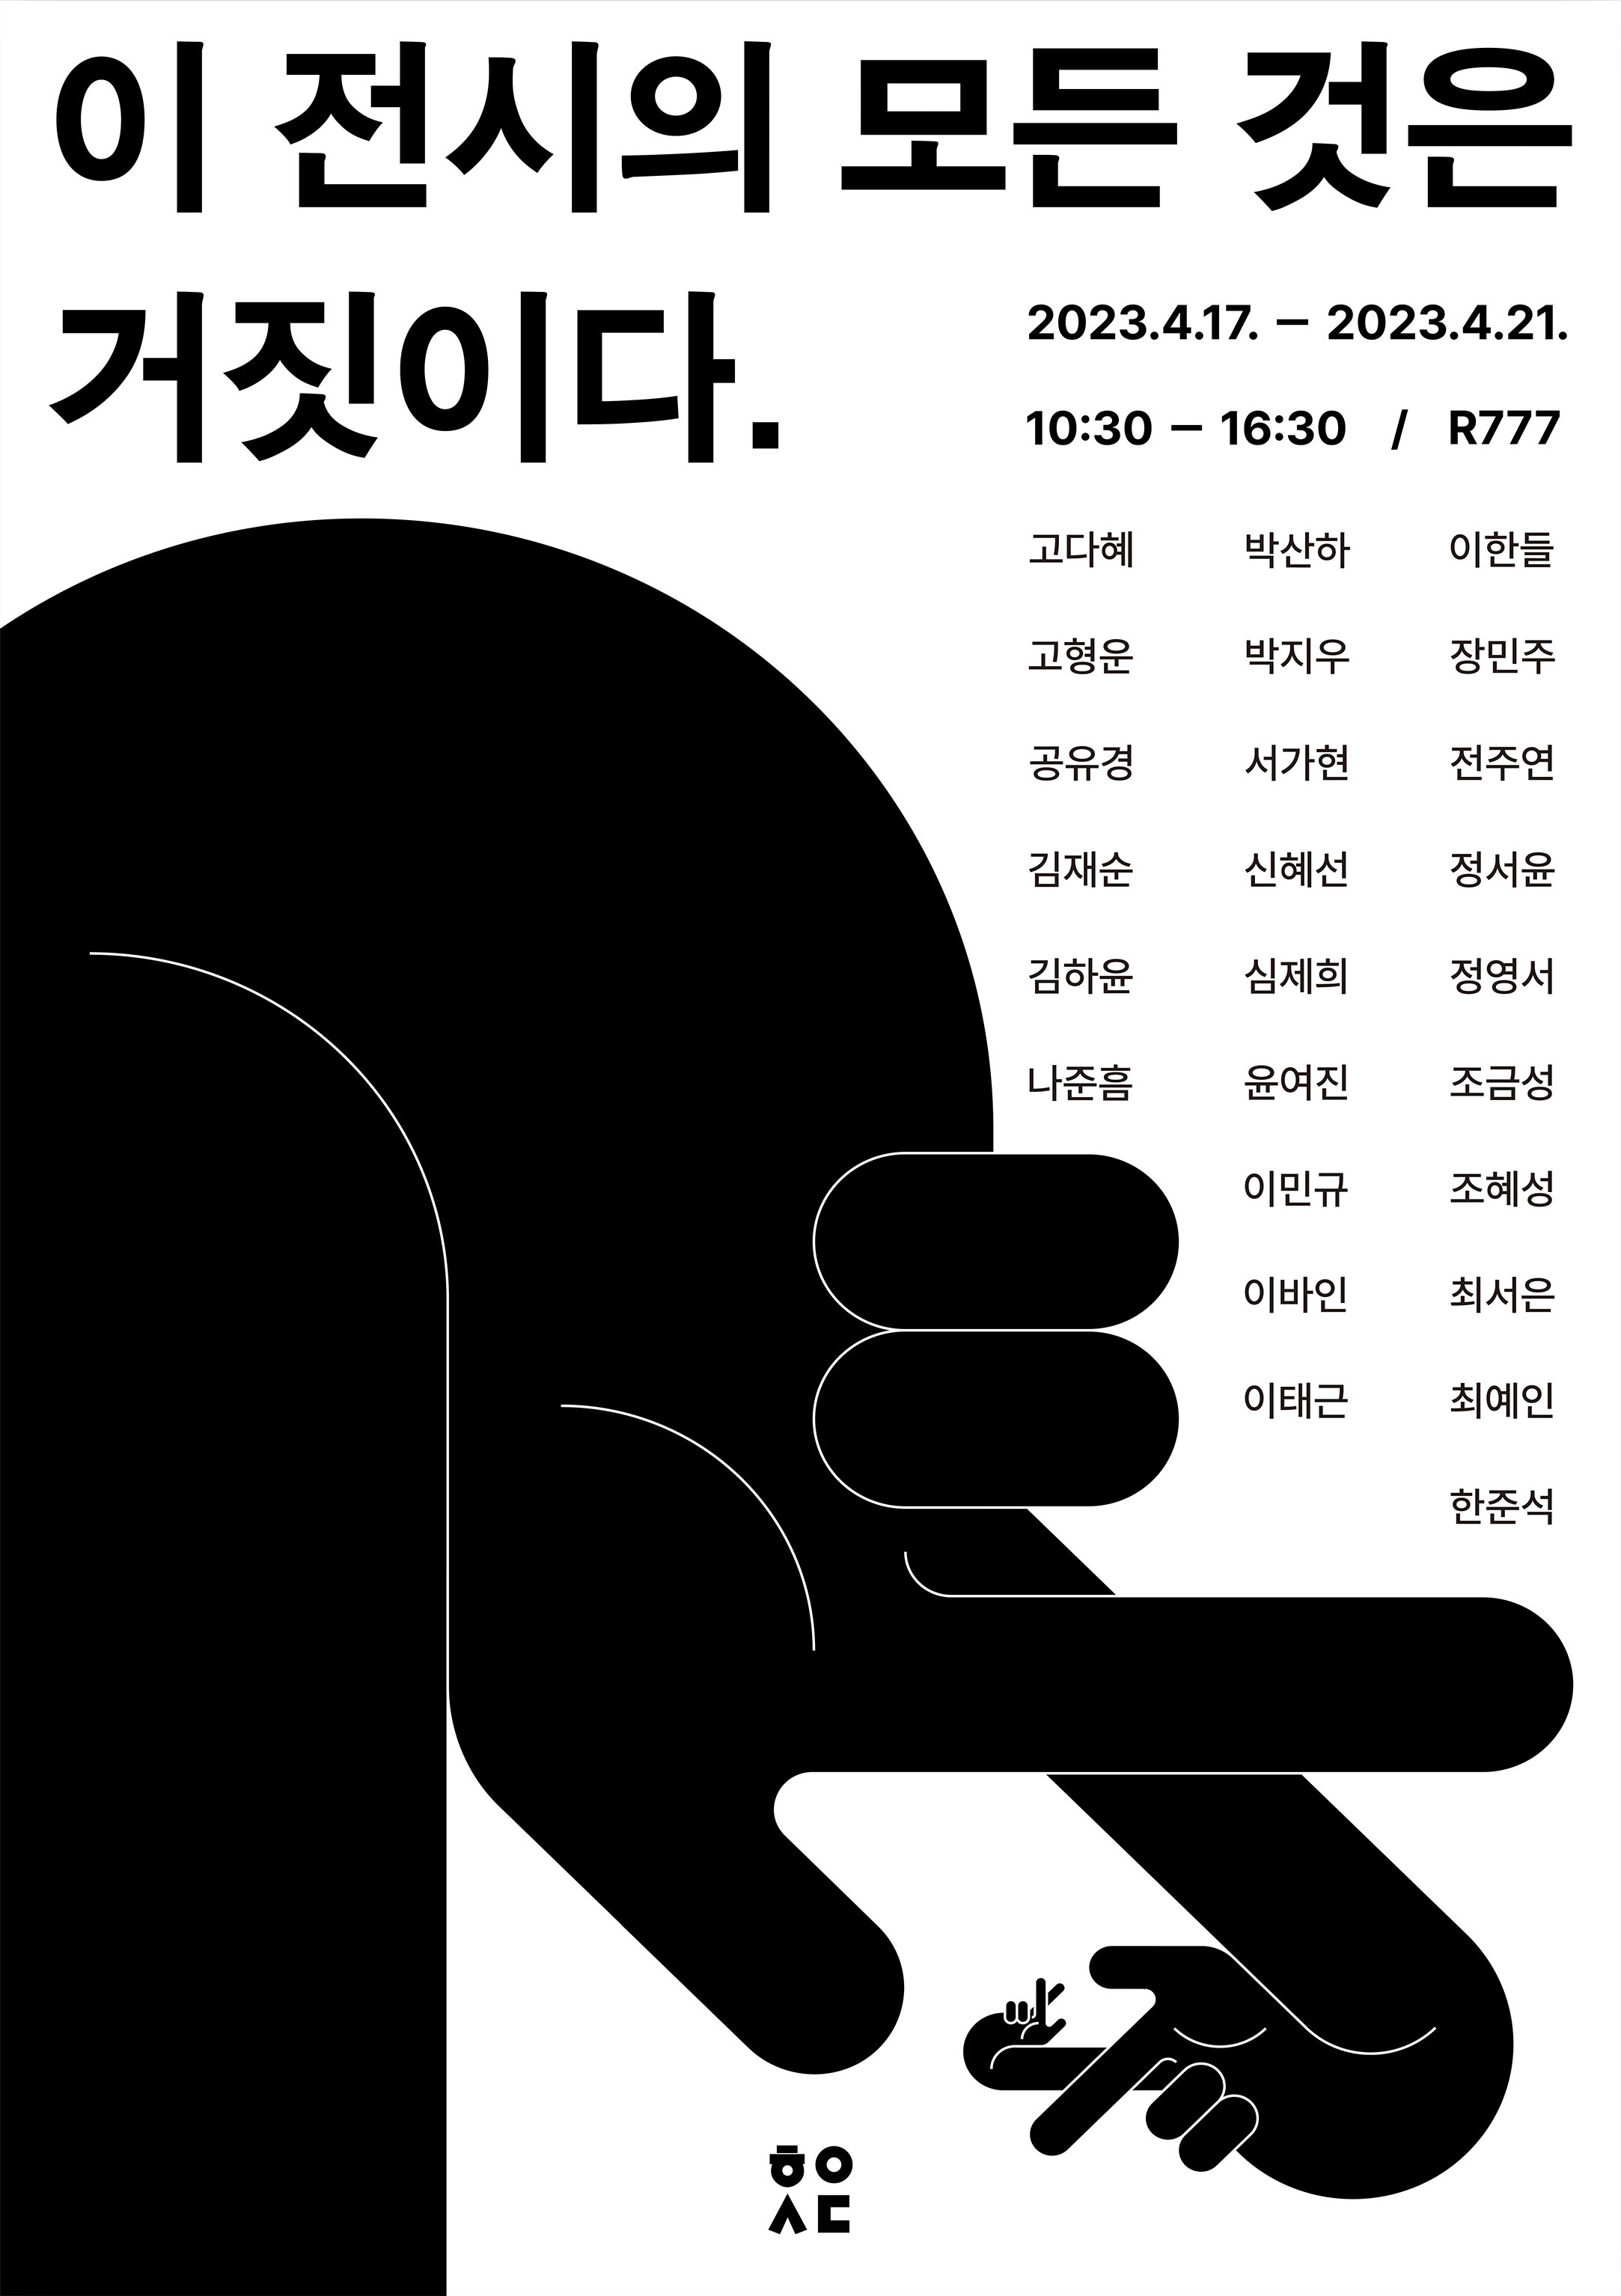 이 전시의 모든 것은
거짓이다.
2023.4.17. — 2023.4.21.
10:30 — 16:30 / R777
고다혜 박산하 이한들
고형운 박지우 장민주
공유경 서가현 전주연
김재순 신혜선 정서윤
김하윤 심제희 정영서
나준흠 윤여진 조금성
이민규 조혜성
이바인 최서은
이태근 최예인
한준석
ㅎㅇ
ㅅㄷ